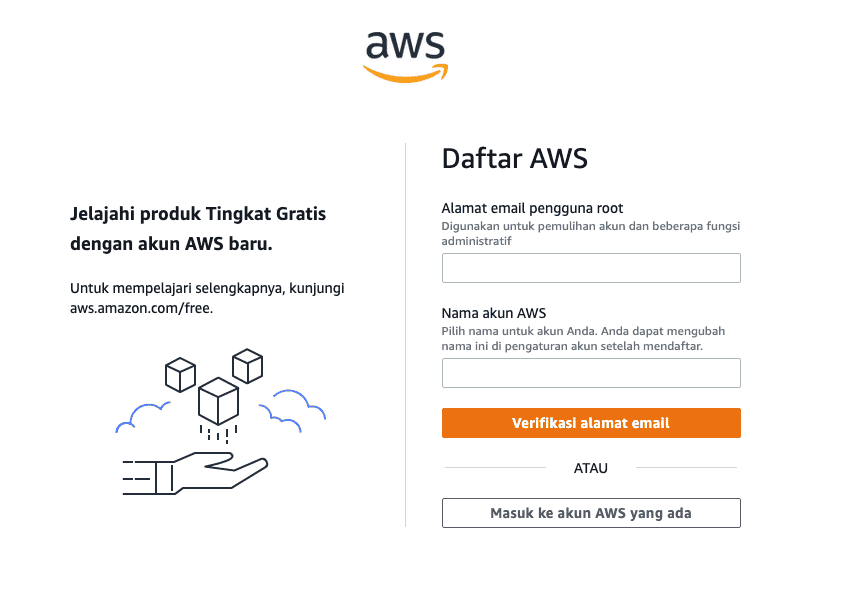 aws
Jelajahi produk Tingkat Gratis
dengan akun AWS baru.
Untuk mempelajari selengkapnya, kunjungi
aws.amazon.com/free.
Daftar AWS
Alamat email pengguna root
Digunakan untuk pemulihan akun dan beberapa fungsi
administratif
Nama akun AWS
Pilih nama untuk akun Anda. Anda dapat mengubah
nama ini di pengaturan akun setelah mendaftar.
Verifikasi alamat email
ATAU
Masuk ke akun AWS yang ada